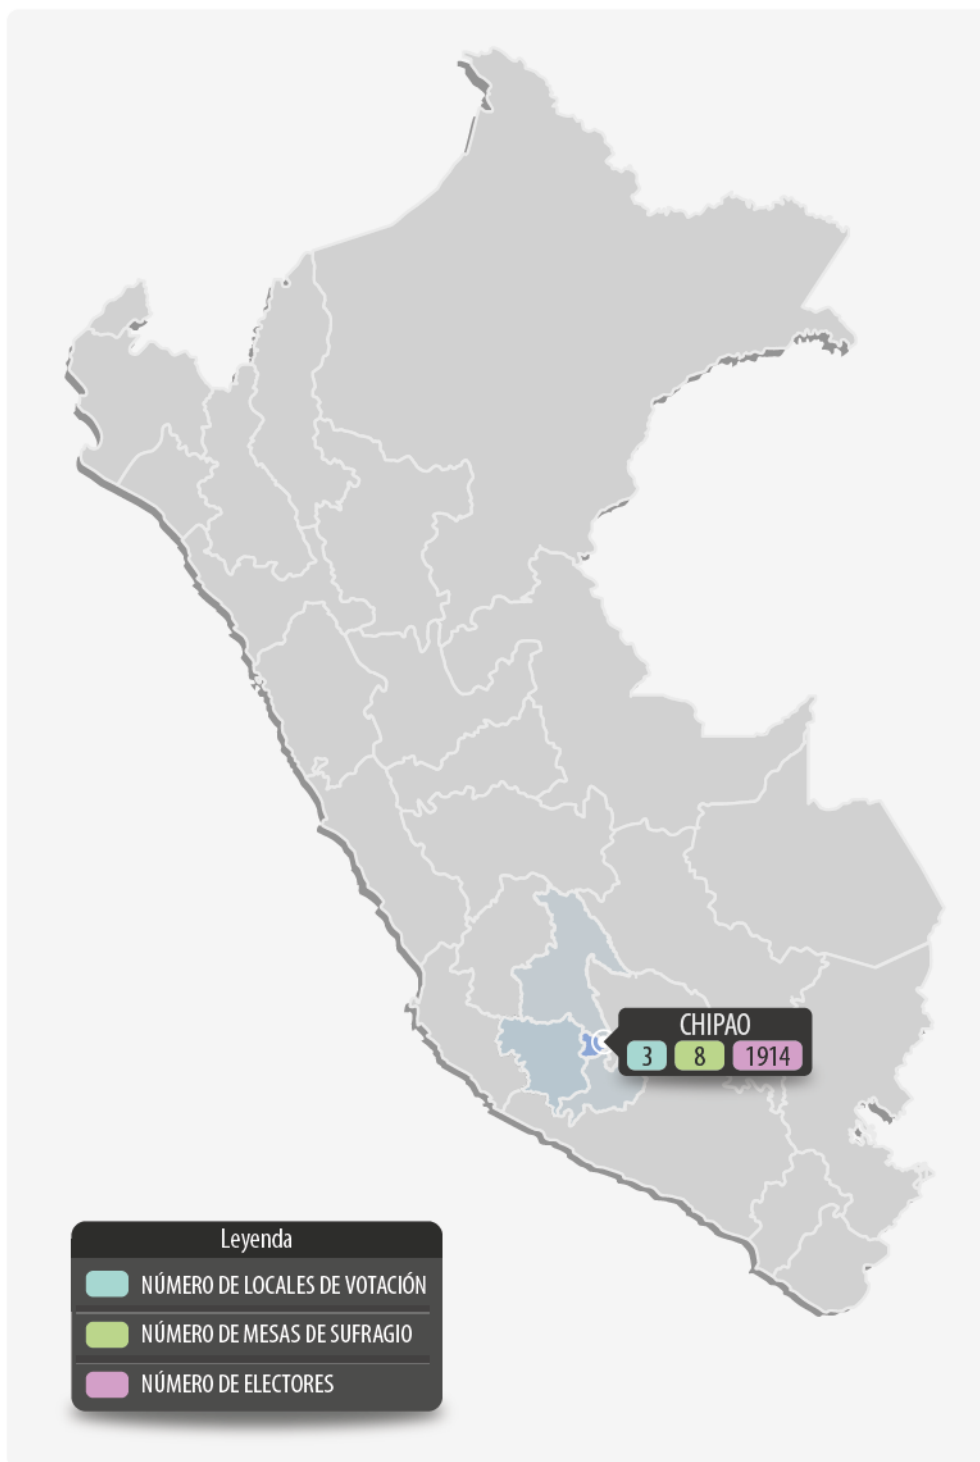 CHIPAO
3 8 1914
Leyenda
NÚMERO DE LOCALES DE VOTACIÓN
NÚMERO DE MESAS DE SUFRAGIO
NÚMERO DE ELECTORES